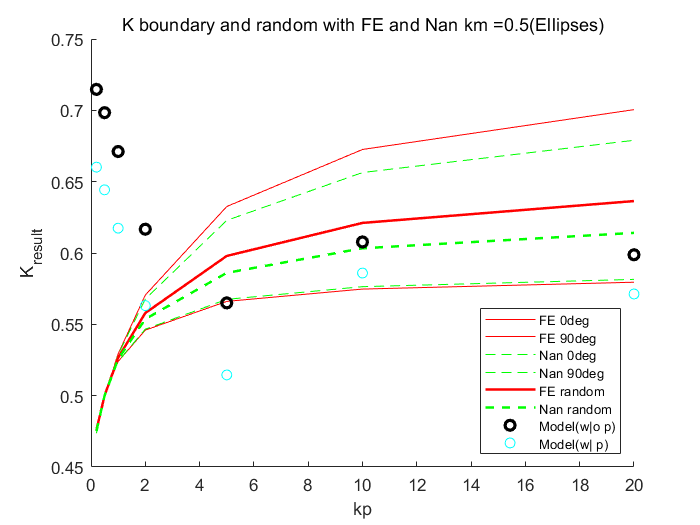 K boundary and random with FE and Nan km =0.5(Ellipses)
0.75
0.7
0.65
0.6
0.55
0.5
0.45
K_result
FE 0deg
FE 90deg
Nan 0deg
Nan 90deg
FE random
Nan random
Model(w|o p)
Model(w| p)
0 2 4 6 8 10 12 14 16 18 20
kp